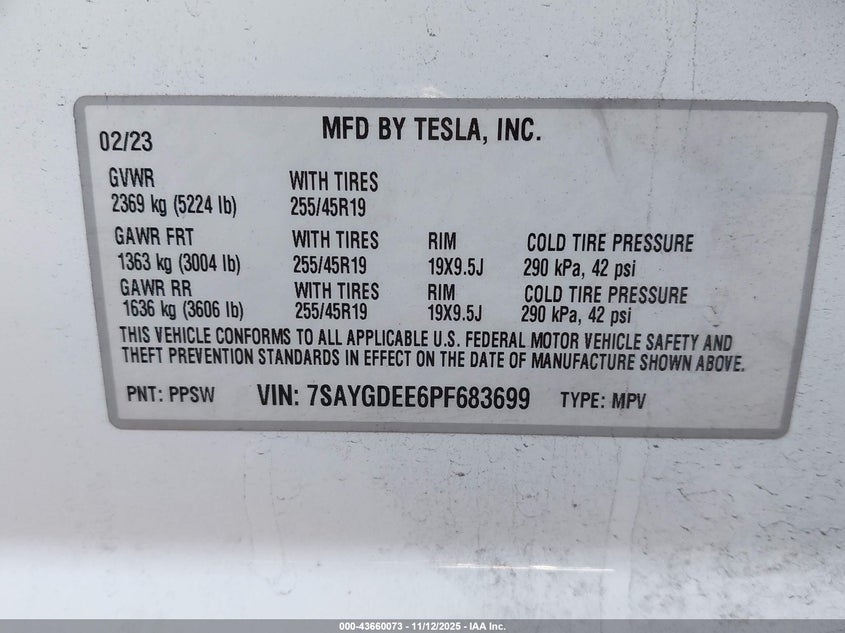 02/23 MFD BY TESLA, INC.
GVWR WITH TIRES
2369 kg (5224 lb) 255/45R19
GAWR FRT WITH TIRES RIM COLD TIRE PRESSURE
1363 kg (3004 lb) 255/45R19 19X9.5J 290 kPa, 42 psi
GAWR RR WITH TIRES RIM COLD TIRE PRESSURE
1636 kg (3606 lb) 255/45R19 19X9.5J 290 kPa, 42 psi
THIS VEHICLE CONFORMS TO ALL APPLICABLE U.S. FEDERAL MOTOR VEHICLE SAFETY AND
THEFT PREVENTION STANDARDS IN EFFECT ON THE DATE OF MANUFACTURE SHOWN ABOVE.
PNT: PPSW VIN: 7SAYGDEE6PF683699 TYPE: MPV
000-43660073 - 11/12/2025 - IAA Inc.